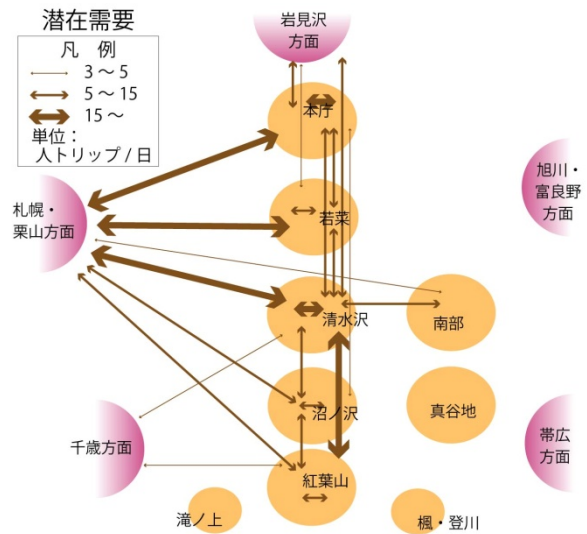 潜在需要
凡 例
3～5
5～15
15～
単位：
人トリップ / 日
岩見沢
方面
本庁
旭川・
富良野
方面
札幌・
栗山方面
若菜
清水沢
南部
沼ノ沢
真谷地
千歳方面
帯広
方面
紅葉山
滝ノ上
楓・登川